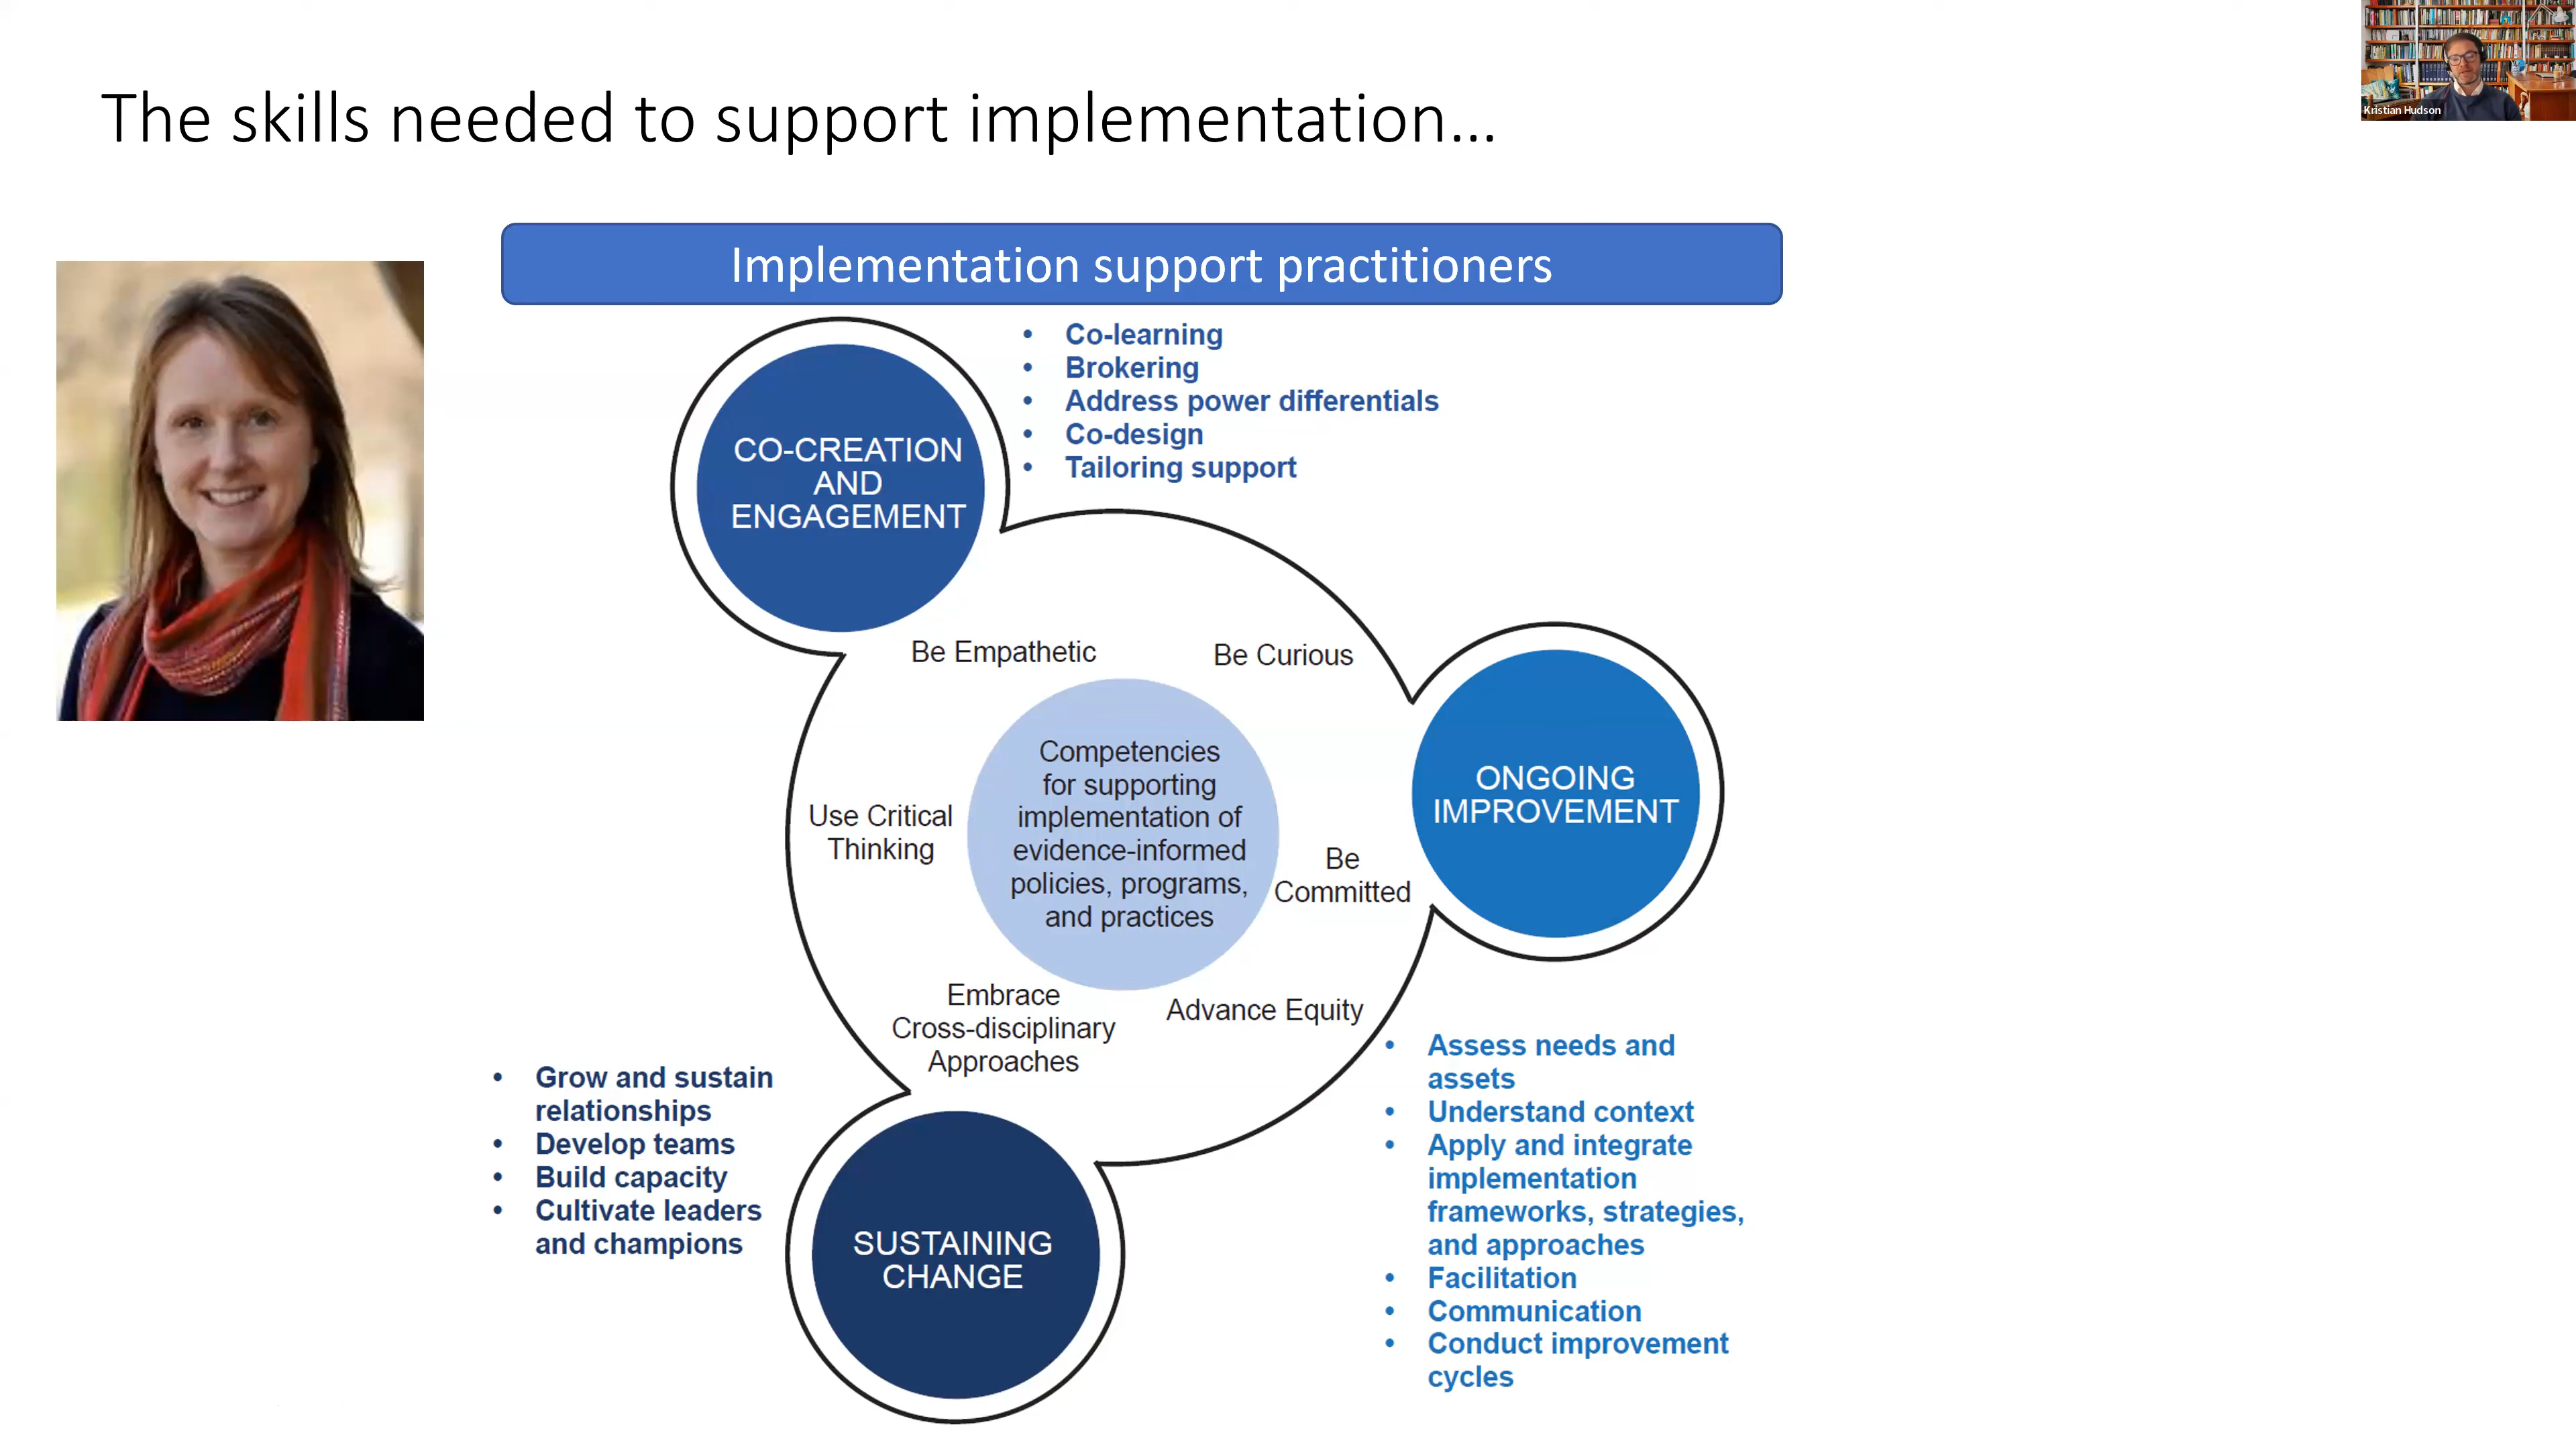 The skills needed to support implementation...
Kristian Hudson
Implementation support practitioners
• Co-learning
• Brokering
• Address power differentials
• Co-design
• Tailoring support
CO-CREATION
AND
ENGAGEMENT
Be Empathetic
Be Curious
Use Critical
Thinking
Competencies
for supporting
implementation of
evidence-informed
policies, programs,
and practices
ONGOING
IMPROVEMENT
Be
Committed
Embrace
Cross-disciplinary
Approaches
Advance Equity
• Grow and sustain
relationships
• Develop teams
• Build capacity
• Cultivate leaders
and champions
SUSTAINING
CHANGE
• Assess needs and
assets
• Understand context
• Apply and integrate
implementation
frameworks, strategies,
and approaches
• Facilitation
• Communication
• Conduct improvement
cycles